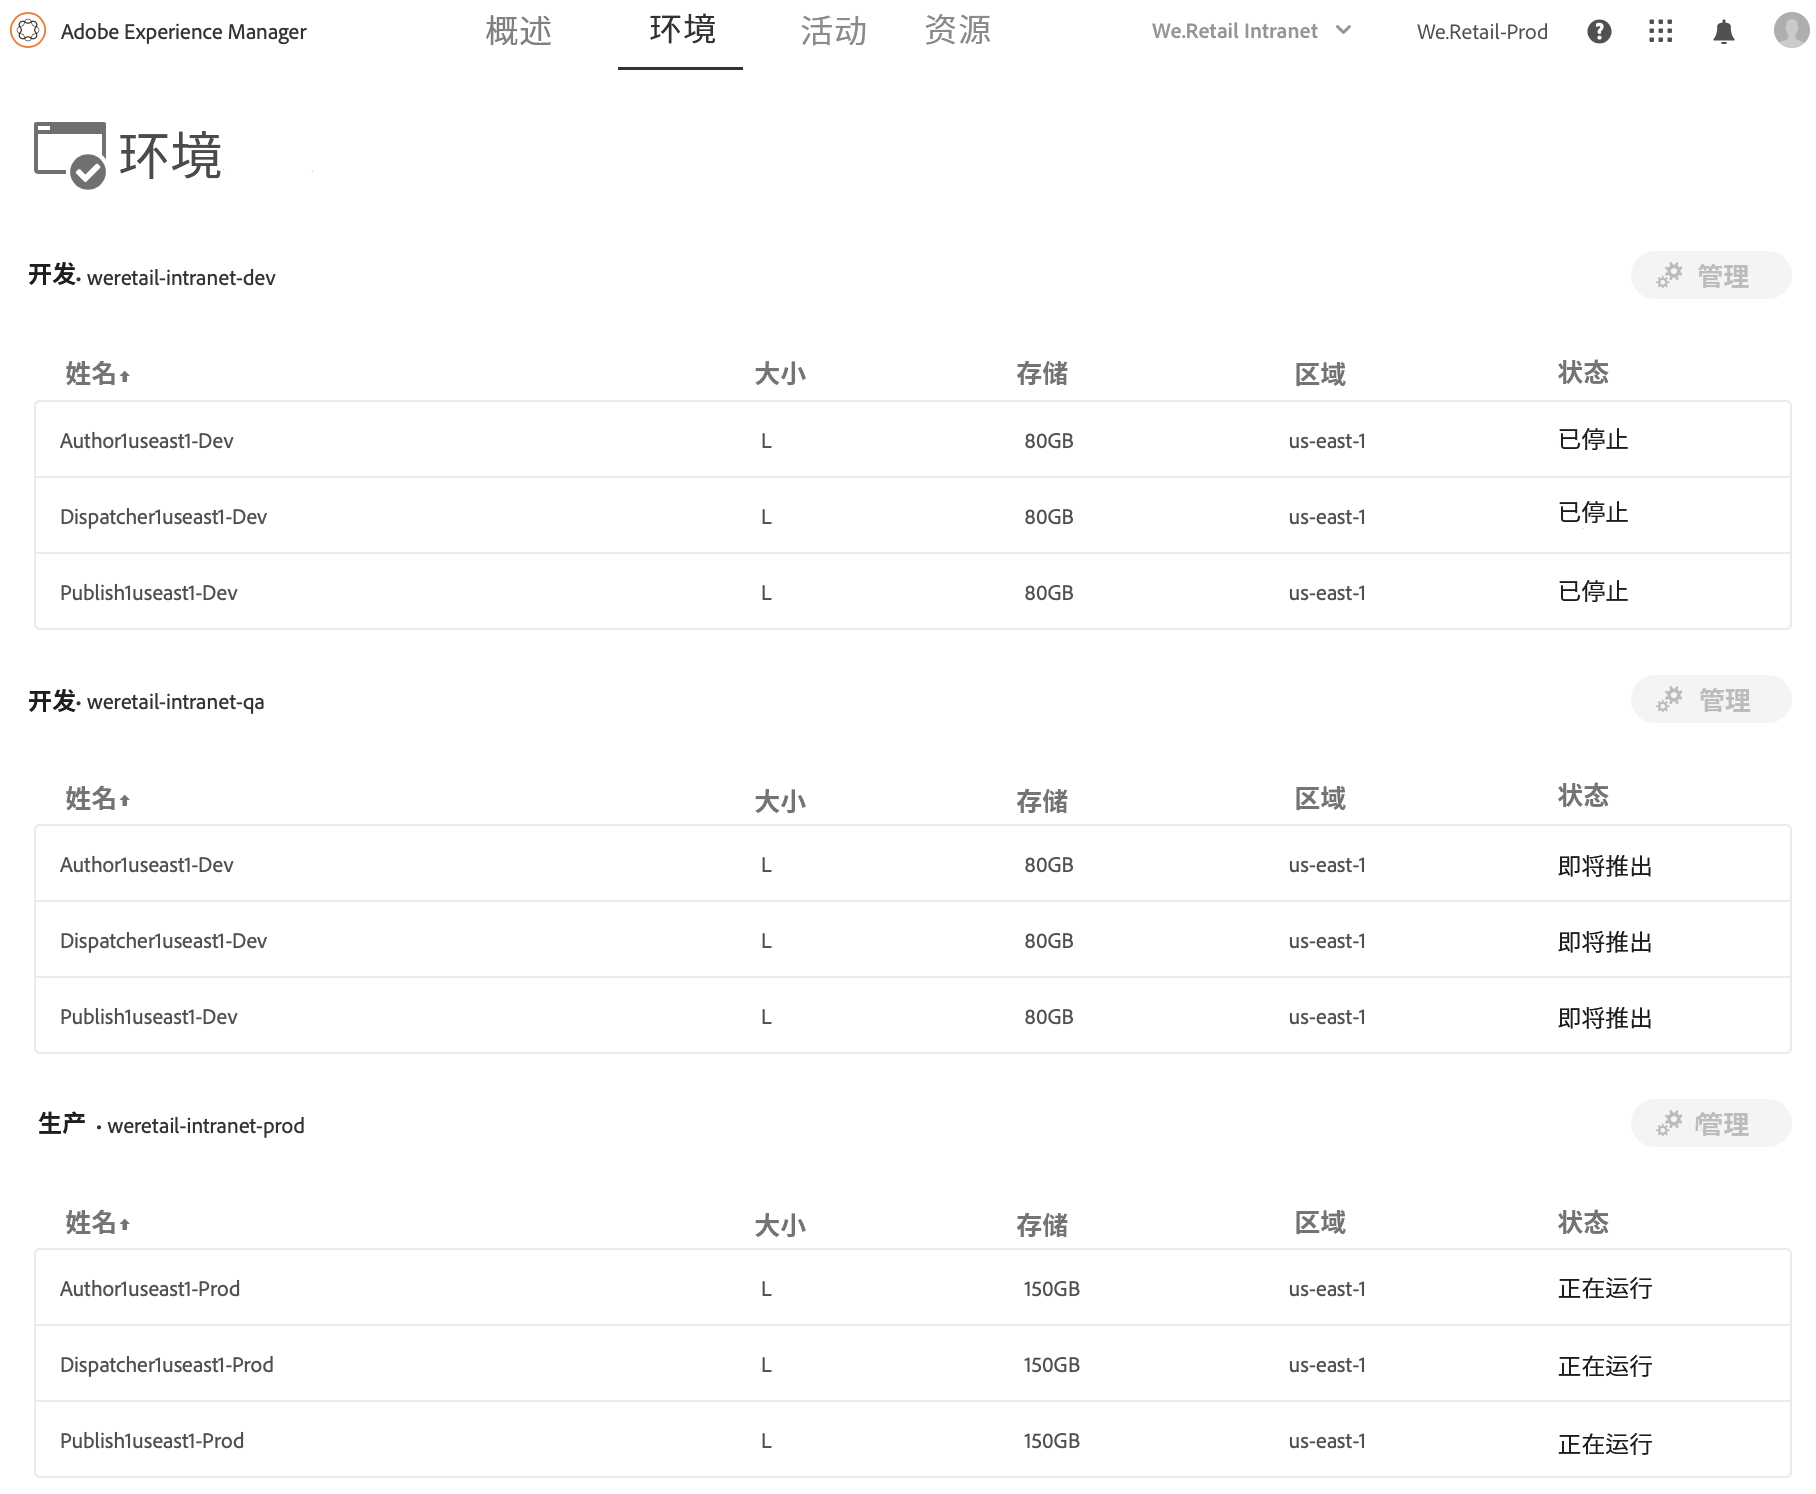 Adobe Experience Manager 概述 环境 活动 资源 We.Retail Intranet We.Retail-Prod
环境
开发· weretail-intranet-dev 管理
姓名 大小 存储 区域 状态
Author1useast1-Dev L 80GB us-east-1 已停止
Dispatcher1useast1-Dev L 80GB us-east-1 已停止
Publish1useast1-Dev L 80GB us-east-1 已停止
开发· weretail-intranet-qa 管理
姓名 大小 存储 区域 状态
Author1useast1-Dev L 80GB us-east-1 即将推出
Dispatcher1useast1-Dev L 80GB us-east-1 即将推出
Publish1useast1-Dev L 80GB us-east-1 即将推出
生产 · weretail-intranet-prod 管理
姓名 大小 存储 区域 状态
Author1useast1-Prod L 150GB us-east-1 正在运行
Dispatcher1useast1-Prod L 150GB us-east-1 正在运行
Publish1useast1-Prod L 150GB us-east-1 正在运行